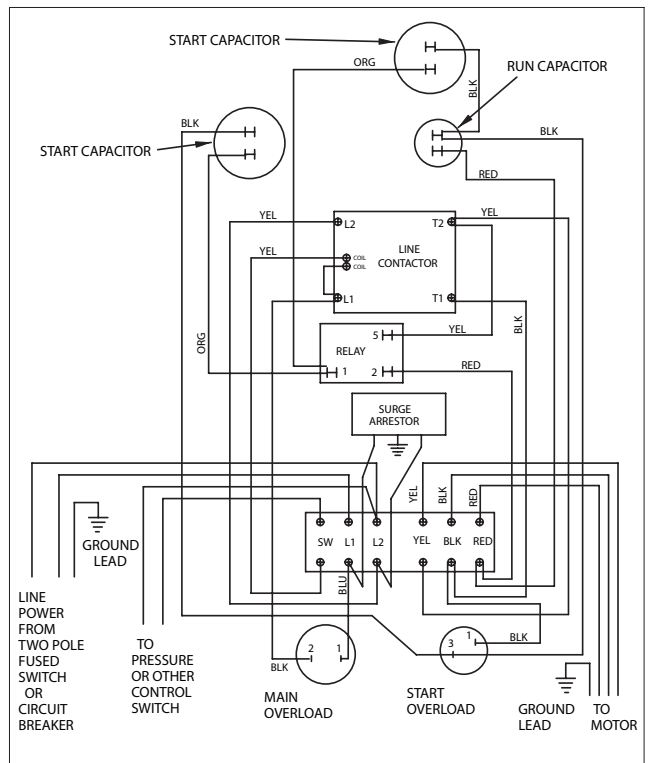 START CAPACITOR
ORG
RUN CAPACITOR
BLK
BLK
BLK
START CAPACITOR
RED
YEL
YEL
L2
T2
YEL
COIL
LINE
CONTACTOR
COIL
L1
T1
BLK
5
YEL
ORG
RELAY
1
2
RED
SURGE
ARRESTOR
YEL
BLK
RED
SW
L1
L2
YEL
BLK
RED
GROUND
LEAD
BLU
LINE
POWER
FROM
TWO POLE
FUSED
SWITCH
OR
CIRCUIT
BREAKER
TO
PRESSURE
OR OTHER
CONTROL
SWITCH
2
1
BLK
MAIN
OVERLOAD
3
1
BLK
START
OVERLOAD
GROUND
LEAD
TO
MOTOR